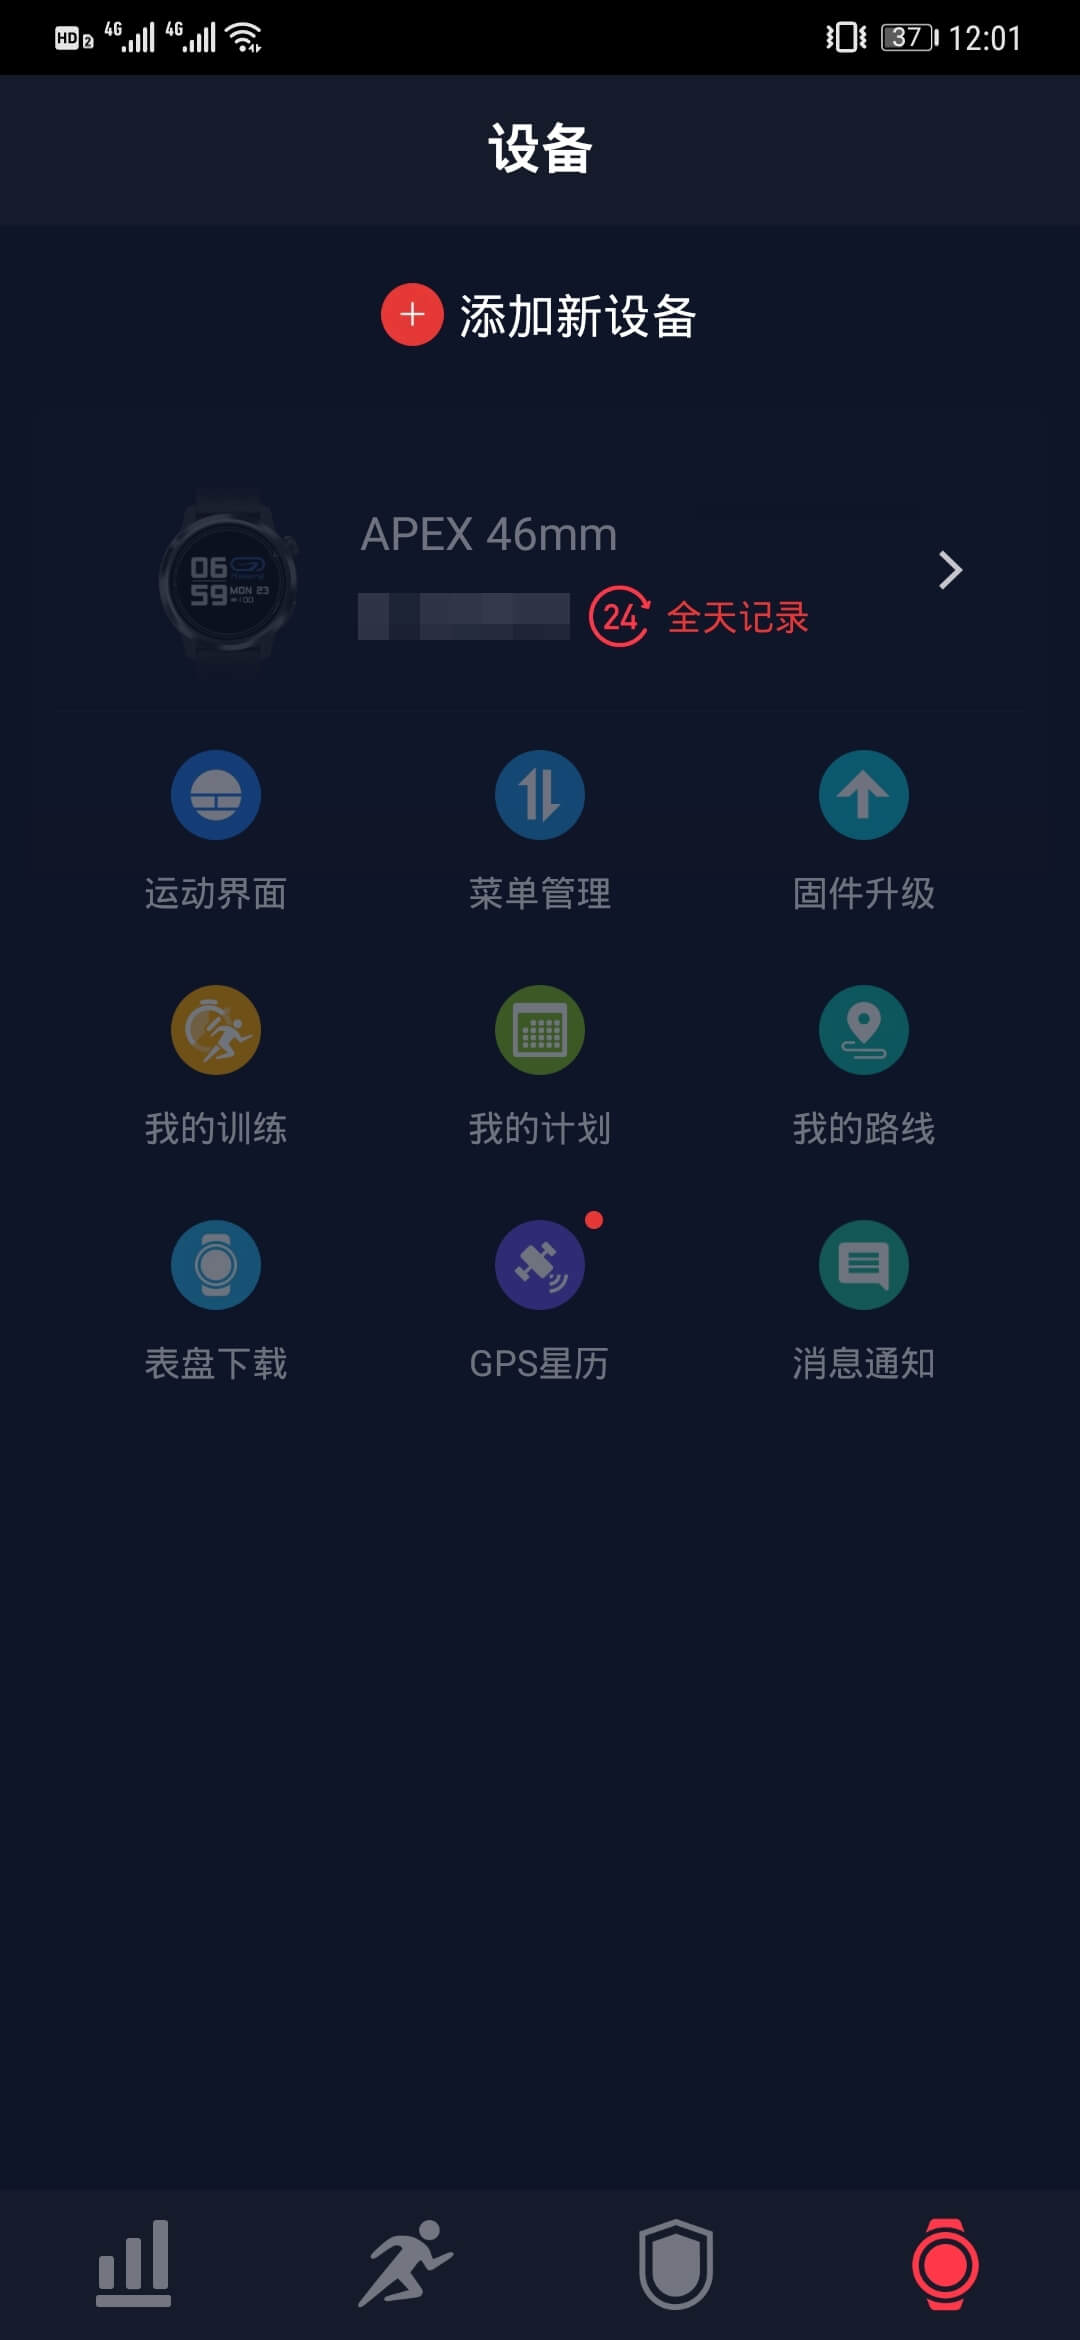 HD 2 4G 4G 37 12:01
设备
添加新设备
APEX 46mm
24 全天记录
06
59 MON 23
100
运动界面 菜单管理 固件升级
我的训练 我的计划 我的路线
表盘下载 GPS星历 消息通知